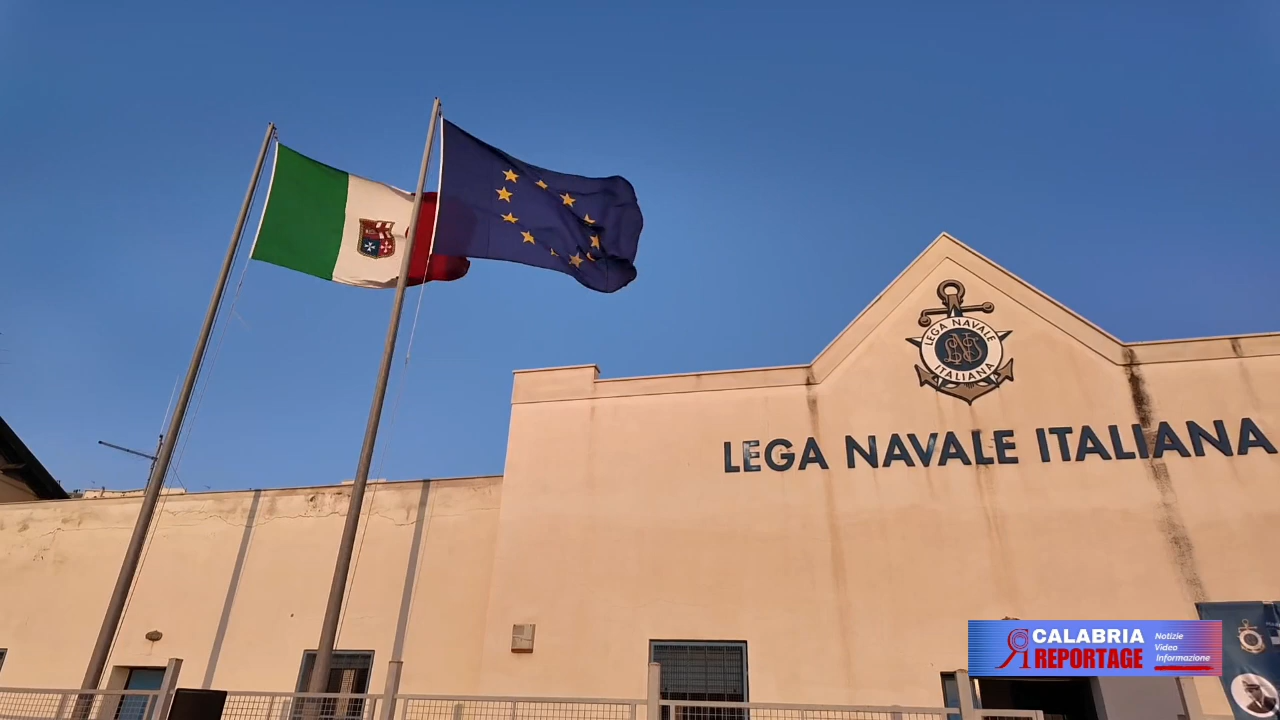 LEGA NAVALE
ITALIANA
LEGA NAVALE ITALIANA
CALABRIA
REPORTAGE
Notizie
Video
Informazione